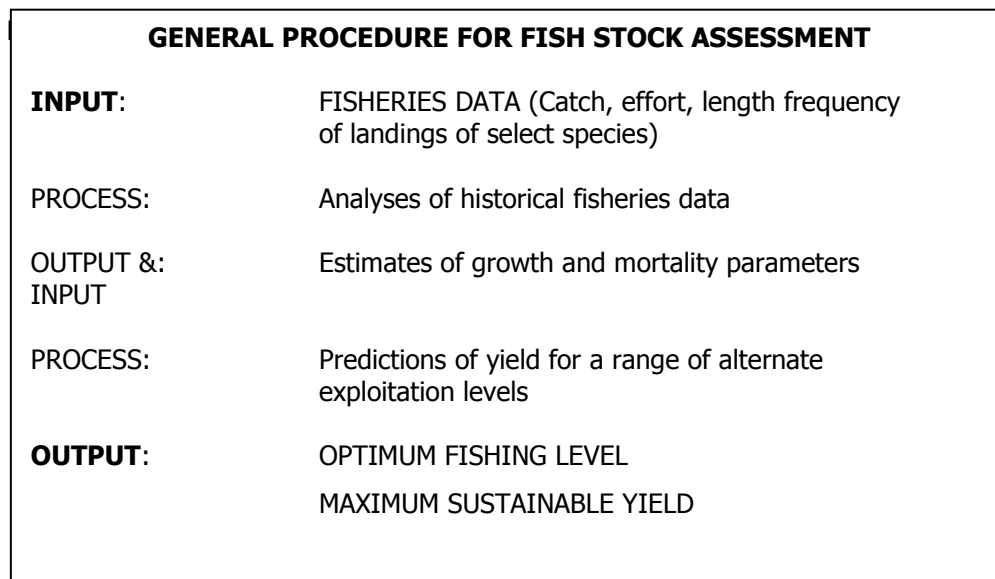 GENERAL PROCEDURE FOR FISH STOCK ASSESSMENT
INPUT: FISHERIES DATA (Catch, effort, length frequency
of landings of select species)
PROCESS: Analyses of historical fisheries data
OUTPUT &: Estimates of growth and mortality parameters
INPUT
PROCESS: Predictions of yield for a range of alternate
exploitation levels
OUTPUT: OPTIMUM FISHING LEVEL
MAXIMUM SUSTAINABLE YIELD